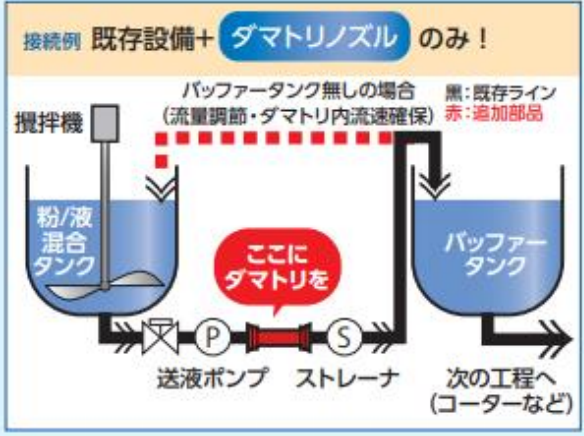 接続例 既存設備+ ダマトリノズル のみ！
バッファータンク無しの場合
(流量調節・ダマトリ内流速確保)
黒:既存ライン
赤:追加部品
攪拌機
粉/液
混合
タンク
ここに
ダマトリを
バッファー
タンク
P
S
送液ポンプ
ストレーナ
次の工程へ
(コーターなど)